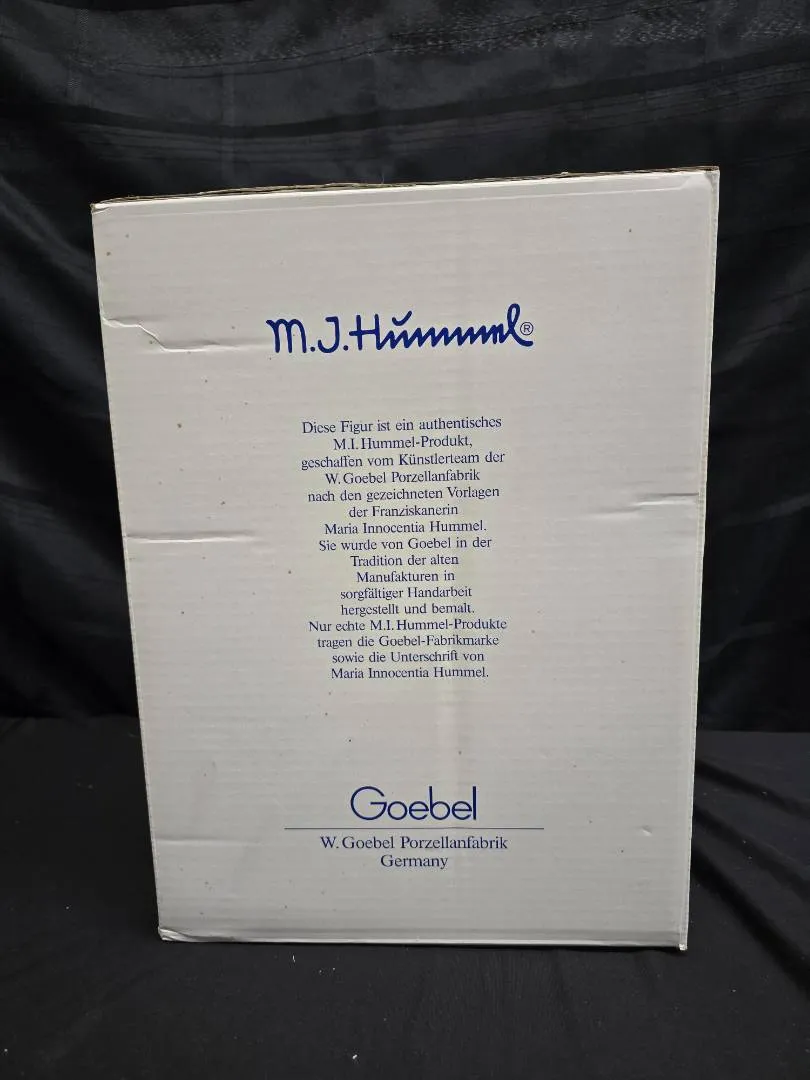 M.J.Hummel®
Diese Figur ist ein authentisches
M.I.Hummel-Produkt,
geschaffen vom Künstlerteam der
W. Goebel Porzellanfabrik
nach den gezeichneten Vorlagen
der Franziskanerin
Maria Innocentia Hummel.
Sie wurde von Goebel in der
Tradition der alten
Manufakturen in
sorgfältiger Handarbeit
hergestellt und bemalt.
Nur echte M.I.Hummel-Produkte
tragen die Goebel-Fabrikmarke
sowie die Unterschrift von
Maria Innocentia Hummel.
Goebel
W. Goebel Porzellanfabrik
Germany